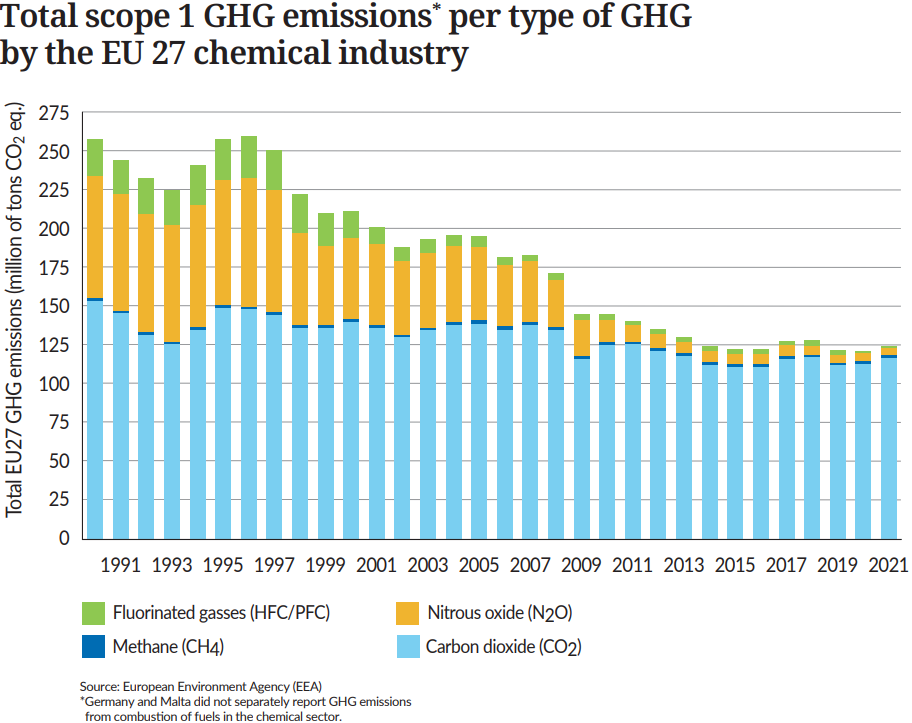 Total scope 1 GHG emissions* per type of GHG
by the EU 27 chemical industry
Total EU27 GHG emissions (million of tons CO2 eq.)
275
250
225
200
175
150
125
100
75
50
25
0
1991 1993 1995 1997 1999 2001 2003 2005 2007 2009 2011 2013 2015 2017 2019 2021
Fluorinated gasses (HFC/PFC) Nitrous oxide (N2O)
Methane (CH4) Carbon dioxide (CO2)
Source: European Environment Agency (EEA)
*Germany and Malta did not separately report GHG emissions
from combustion of fuels in the chemical sector.